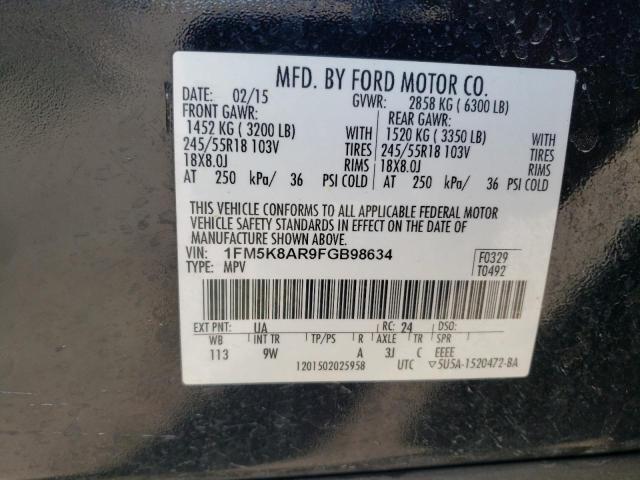 MFD. BY FORD MOTOR CO.
DATE: 02/15 GVWR: 2858 KG ( 6300 LB)
FRONT GAWR: REAR GAWR:
1452 KG ( 3200 LB) WITH 1520 KG ( 3350 LB) WITH
245/55R18 103V TIRES 245/55R18 103V TIRES
18X8.0J RIMS 18X8.0J RIMS
AT 250 kPa/ 36 PSI COLD AT 250 kPa/ 36 PSI COLD
THIS VEHICLE CONFORMS TO ALL APPLICABLE FEDERAL MOTOR
VEHICLE SAFETY STANDARDS IN EFFECT ON THE DATE OF
MANUFACTURE SHOWN ABOVE.
VIN: 1FM5K8AR9FGB98634 F0329
TYPE: MPV T0492
EXT PNT: UA RC: 24 DSO:
WB INT TR TP/PS R AXLE TR SPR
113 9W A 3J C EEEE
1201502025958 UTC ▽5U5A-1520472-BA